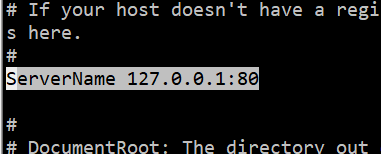 # If your host doesn't have a regi
s here.
#
ServerName 127.0.0.1:80
#
# DocumentRoot: The directory out